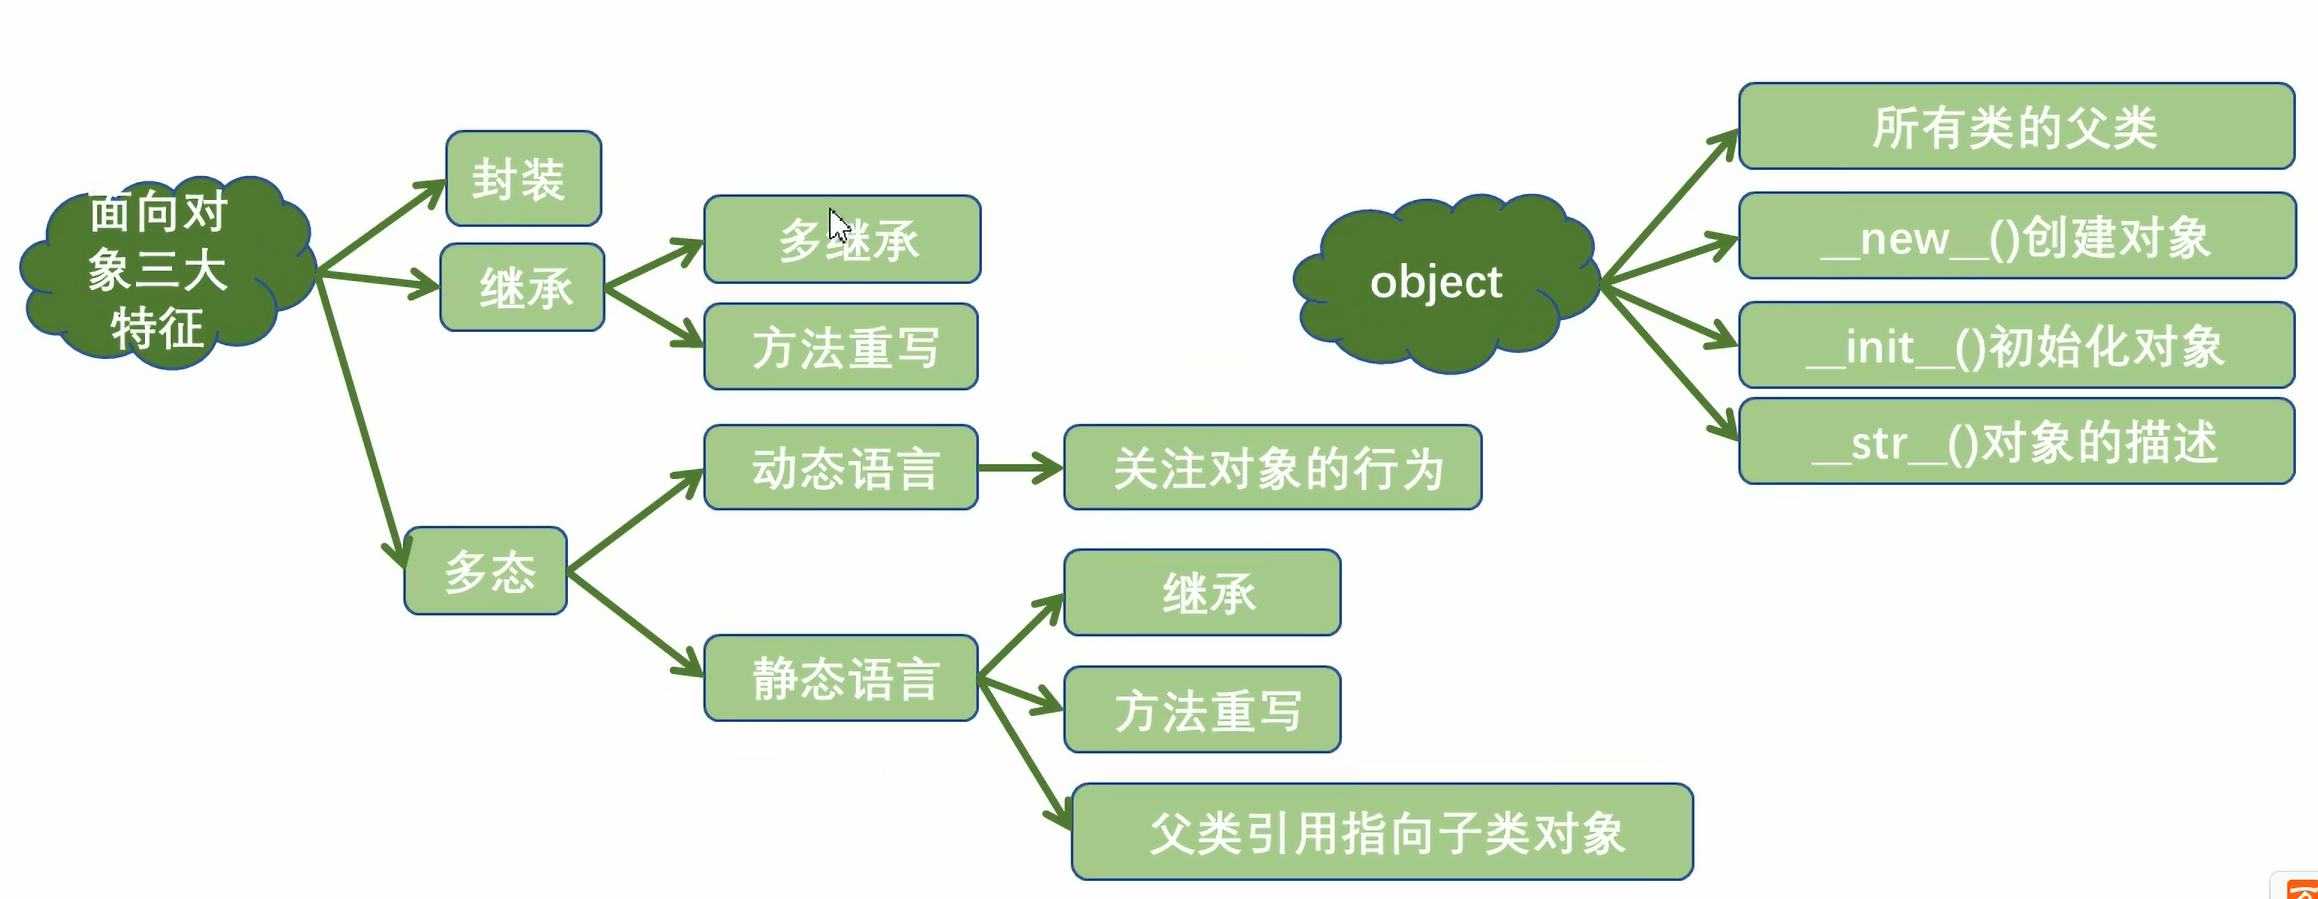 面向对
象三大
特征
封装
继承
多继承
方法重写
多态
动态语言
关注对象的行为
静态语言
继承
方法重写
父类引用指向子类对象
object
所有类的父类
__new__()创建对象
__init__()初始化对象
__str__()对象的描述